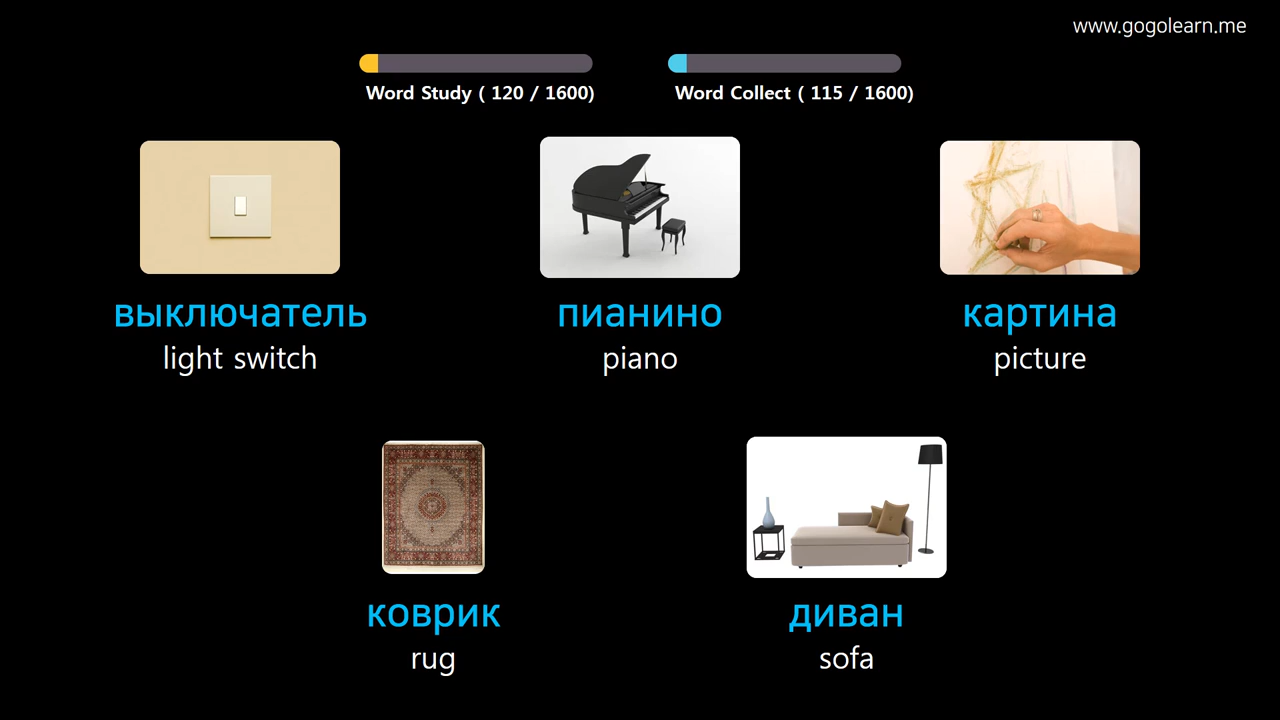 www.gogolearn.me
Word Study ( 120 / 1600)
Word Collect ( 115 / 1600)
выключатель
light switch
пианино
piano
картина
picture
коврик
rug
диван
sofa